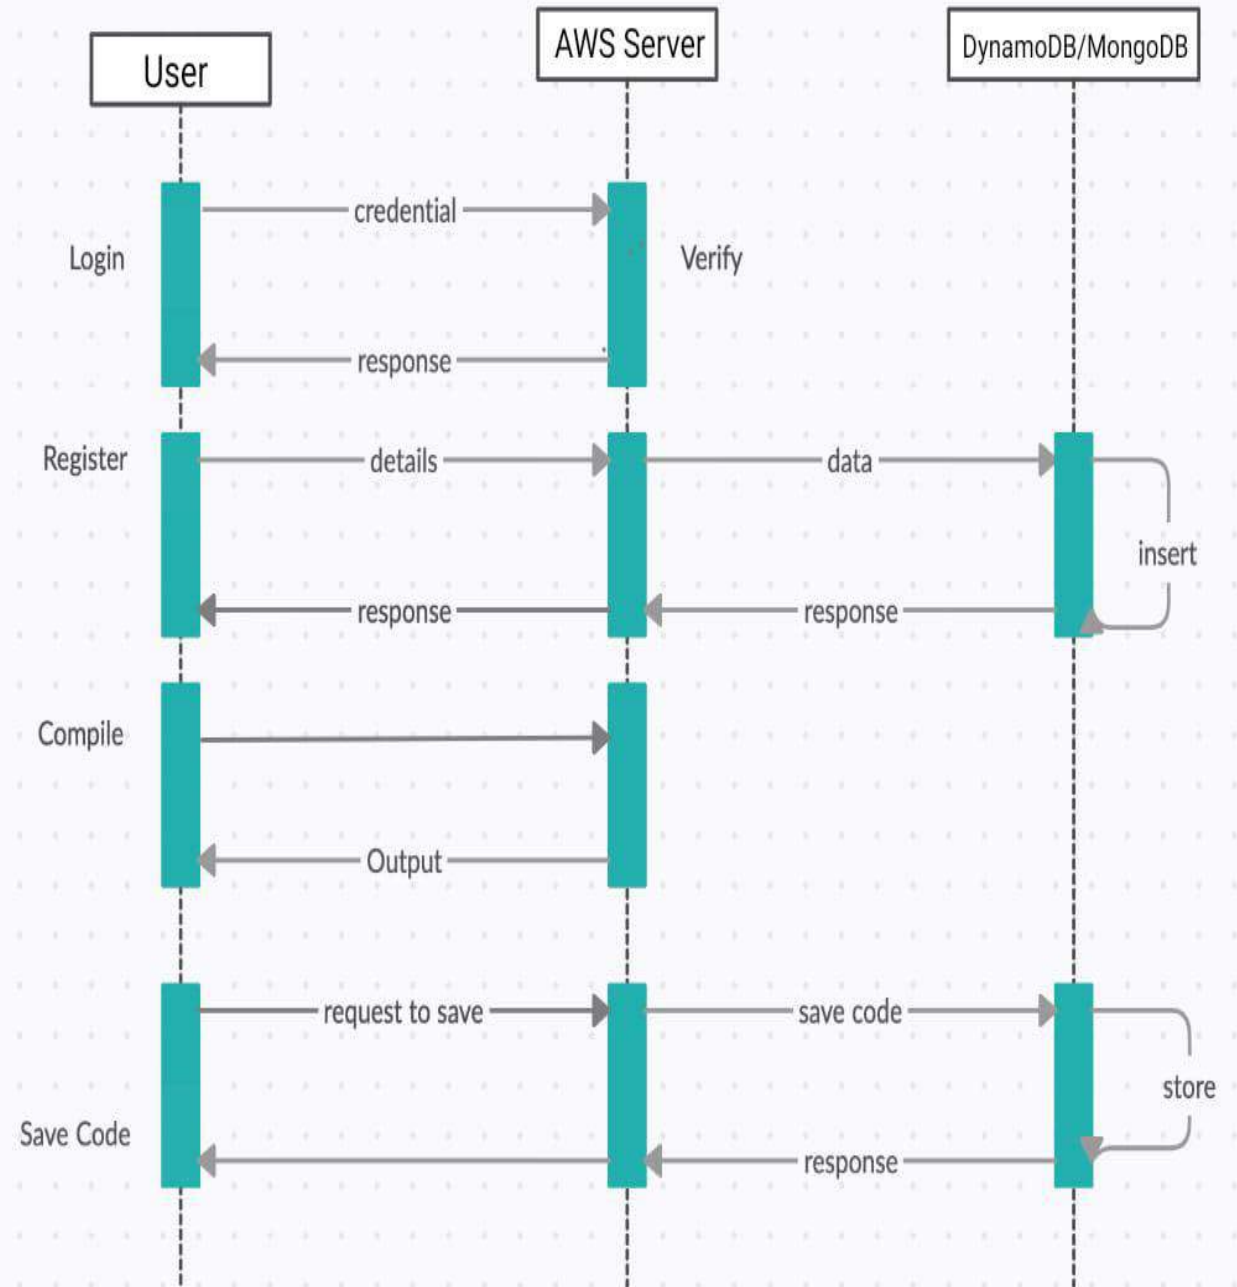 User
AWS Server
DynamoDB/MongoDB
credential
Login
Verify
response
Register
details
data
insert
response
response
Compile
Output
request to save
save code
store
Save Code
response